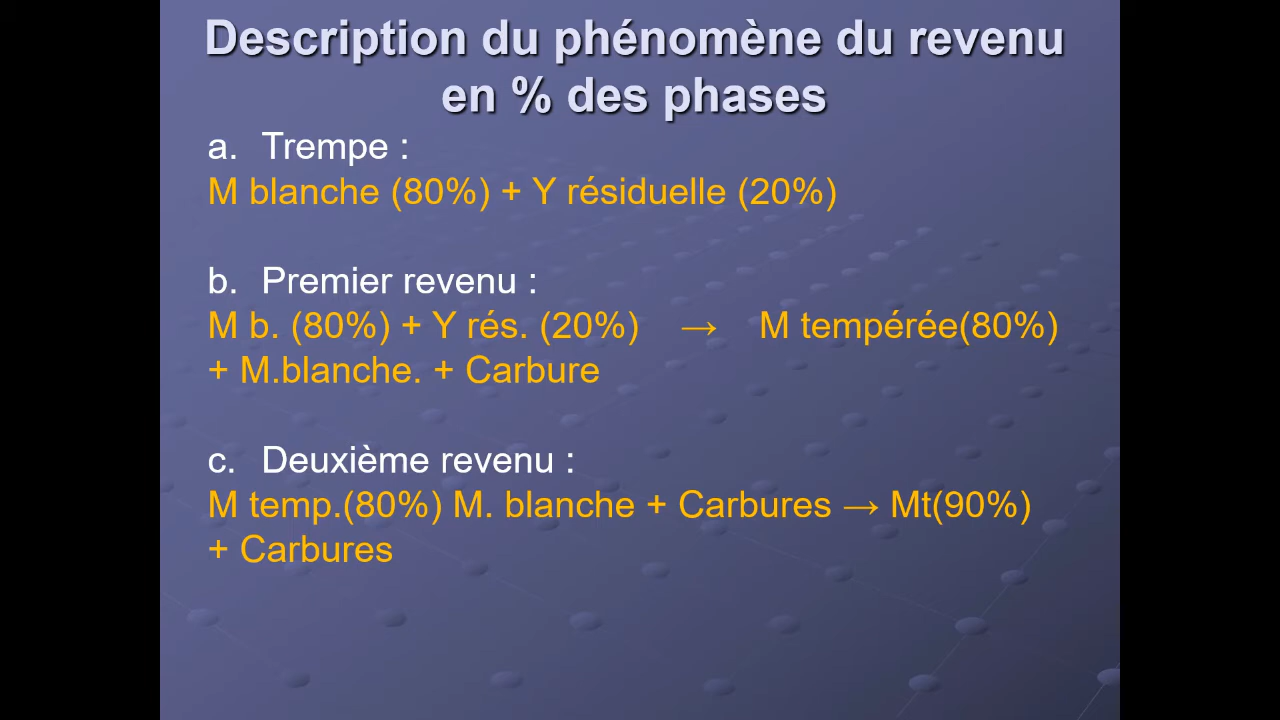 Description du phénomène du revenu
en % des phases
a. Trempe :
M blanche (80%) + Y résiduelle (20%)
b. Premier revenu :
M b. (80%) + Y rés. (20%) → M tempérée(80%)
+ M.blanche. + Carbure
c. Deuxième revenu :
M temp.(80%) M. blanche + Carbures → Mt(90%)
+ Carbures